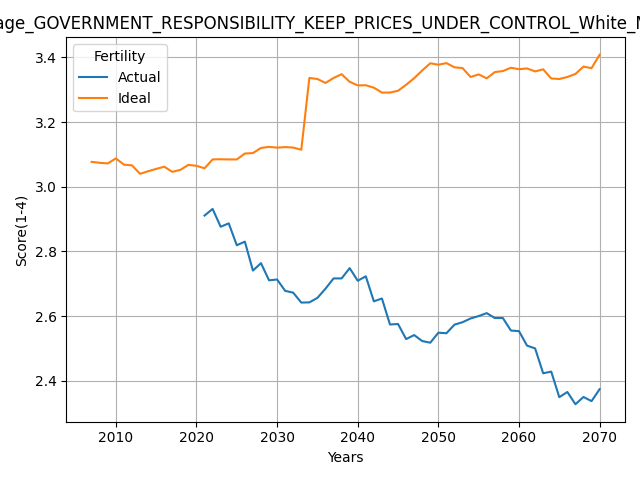 age_GOVERNMENT_RESPONSIBILITY_KEEP_PRICES_UNDER_CONTROL_White_
Fertility
Actual
Ideal
3.4
3.2
3.0
2.8
2.6
2.4
Score(1-4)
2010 2020 2030 2040 2050 2060 2070
Years